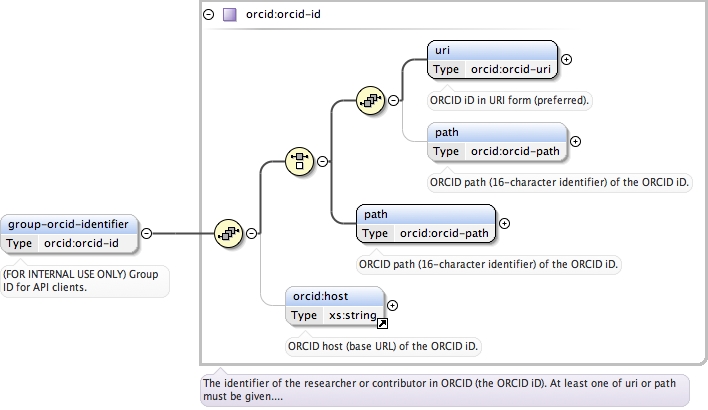 orcid:orcid-id
uri
Type orcid:orcid-uri
ORCID iD in URI form (preferred).
path
Type orcid:orcid-path
ORCID path (16-character identifier) of the ORCID iD.
group-orcid-identifier
Type orcid:orcid-id
(FOR INTERNAL USE ONLY) Group
ID for API clients.
path
Type orcid:orcid-path
ORCID path (16-character identifier) of the ORCID iD.
orcid:host
Type xs:string
ORCID host (base URL) of the ORCID iD.
The identifier of the researcher or contributor in ORCID (the ORCID iD). At least one of uri or path
must be given....